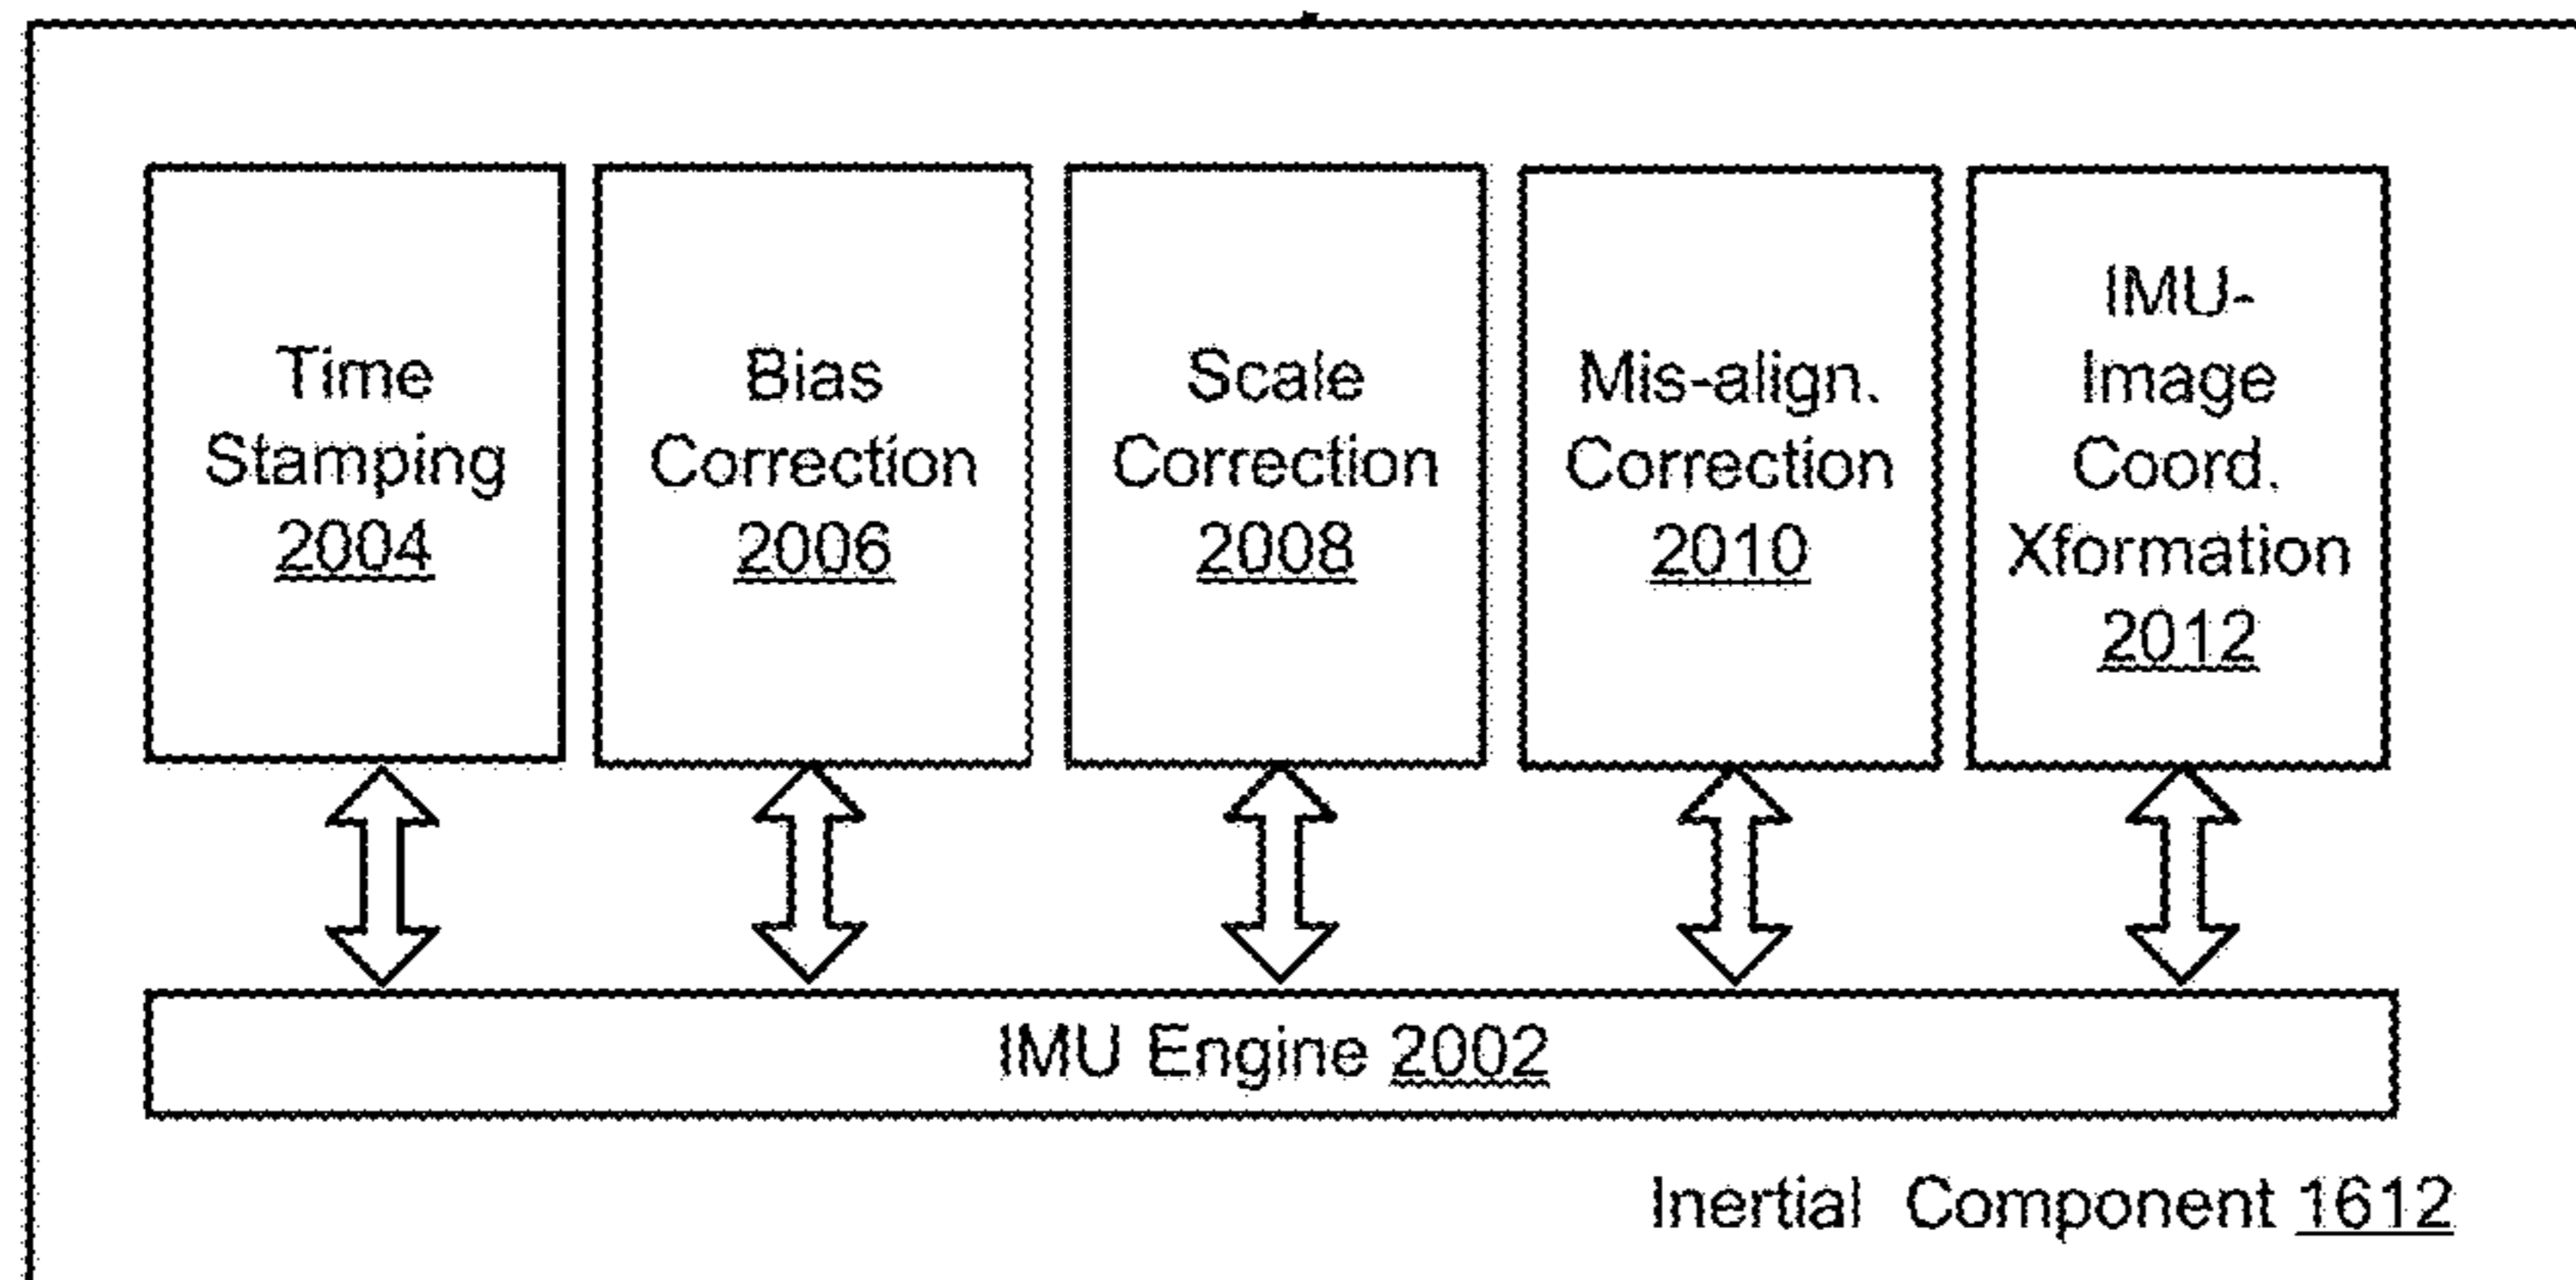 Time
Stamping
2004
Bias
Correction
2006
Scale
Correction
2008
Mis-align.
Correction
2010
IMU-
Image
Coord.
Xformation
2012
IMU Engine 2002
Inertial Component 1612